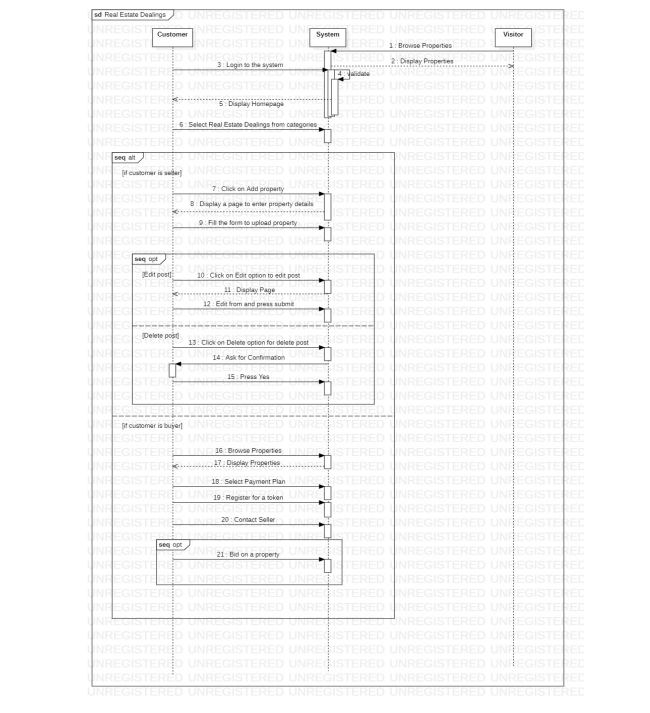 sd Real Estate Dealings
Customer
System
Visitor
1 : Browse Properties
2 : Display Properties
3 : Login to the system
4 : validate
5 : Display Homepage
6 : Select Real Estate Dealings from categories
seq alt
[if customer is seller]
7 : Click on Add property
8 : Display a page to enter property details
9 : Fill the form to upload property
seq opt
[Edit post]
10 : Click on Edit option to edit post
11 : Display Page
12 : Edit from and press submit
[Delete post]
13 : Click on Delete option for delete post
14 : Ask for Confirmation
15 : Press Yes
[if customer is buyer]
16 : Browse Properties
17 : Display Properties
18 : Select Payment Plan
19 : Register for a token
20 : Contact Seller
seq opt
21 : Bid on a property
UNREGISTERED UNREGISTERED UNREGISTERED UNREGISTERED UNREGISTERED